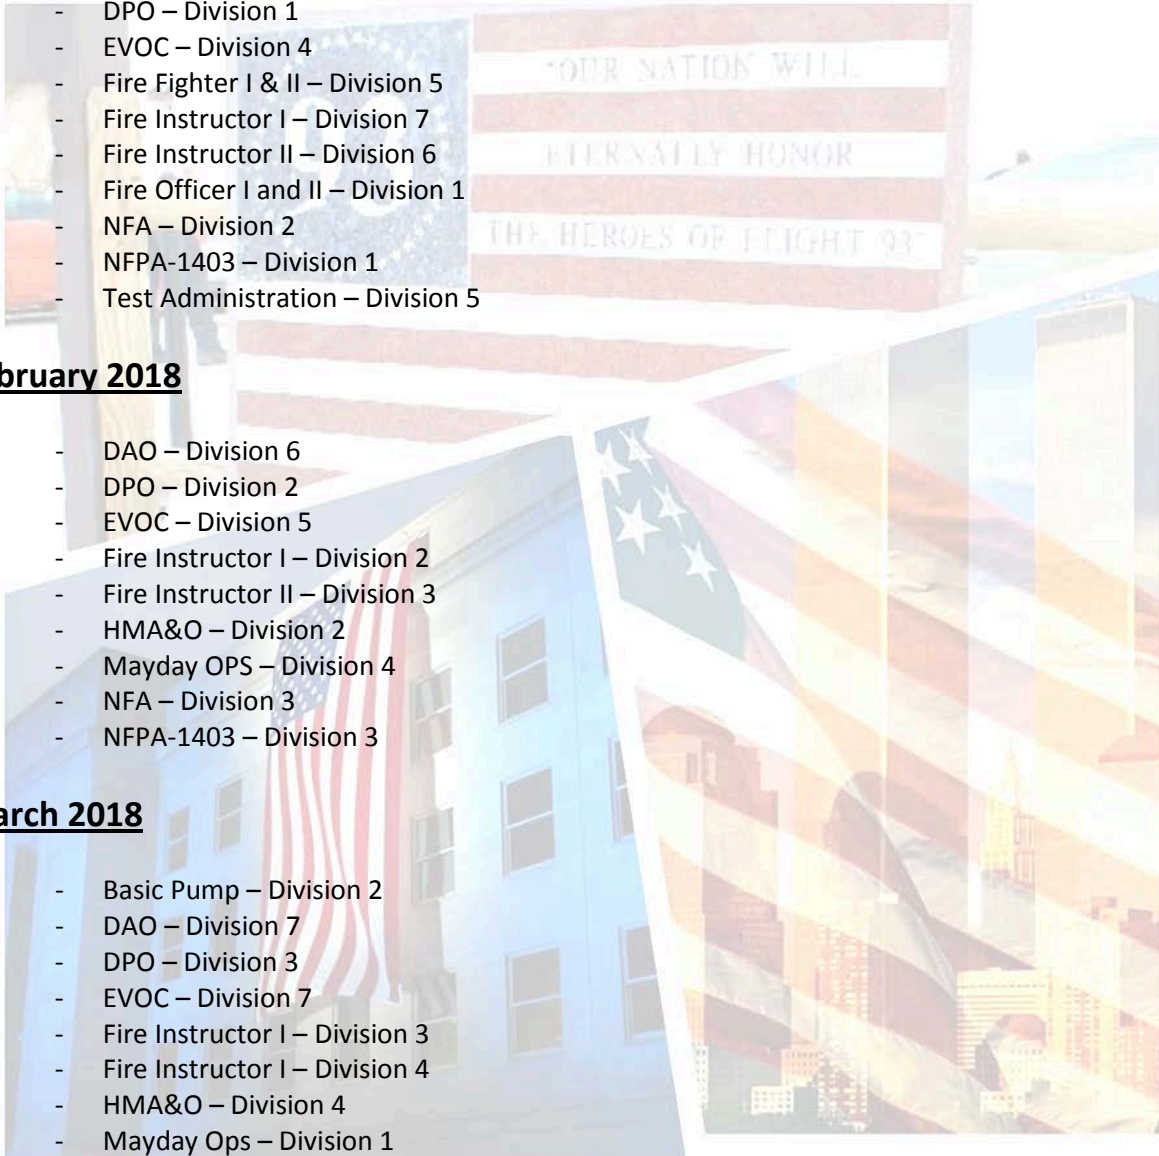 - DPO – Division 1
- EVOC – Division 4
- Fire Fighter I & II – Division 5
- Fire Instructor I – Division 7
- Fire Instructor II – Division 6
- Fire Officer I and II – Division 1
- NFA – Division 2
- NFPA-1403 – Division 1
- Test Administration – Division 5
"OUR NATION WILL
ETERNALLY HONOR
THE HEROES OF FLIGHT 93"
93
bruary 2018
- DAO – Division 6
- DPO – Division 2
- EVOC – Division 5
- Fire Instructor I – Division 2
- Fire Instructor II – Division 3
- HMA&O – Division 2
- Mayday OPS – Division 4
- NFA – Division 3
- NFPA-1403 – Division 3
arch 2018
- Basic Pump – Division 2
- DAO – Division 7
- DPO – Division 3
- EVOC – Division 7
- Fire Instructor I – Division 3
- Fire Instructor I – Division 4
- HMA&O – Division 4
- Mayday Ops – Division 1